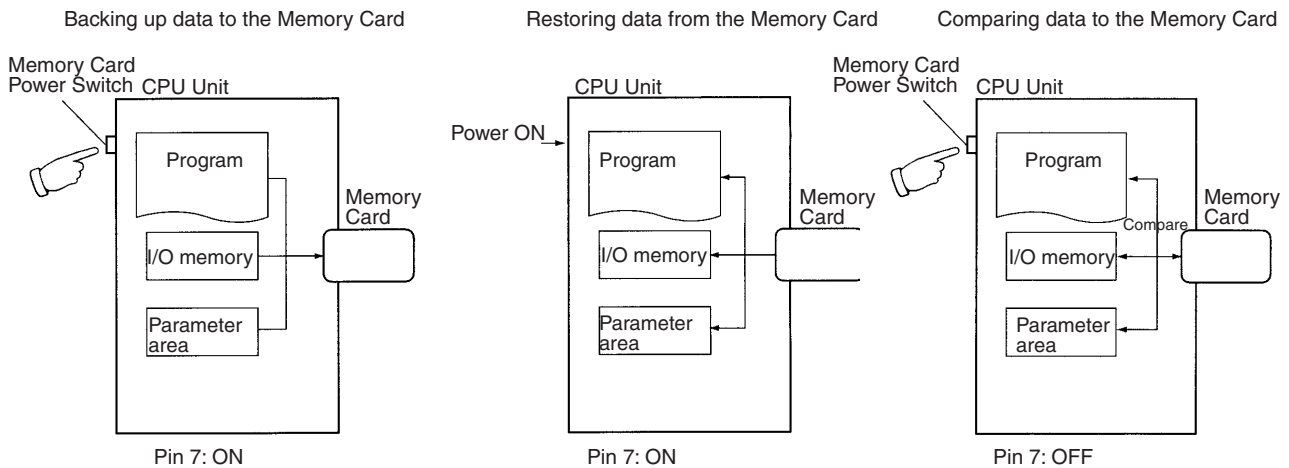 Backing up data to the Memory Card
Memory Card
Power Switch
CPU Unit
Program
I/O memory
Parameter
area
Memory
Card
Pin 7: ON
Restoring data from the Memory Card
CPU Unit
Power ON
Program
I/O memory
Parameter
area
Memory
Card
Pin 7: ON
Comparing data to the Memory Card
Memory Card
Power Switch
CPU Unit
Program
Compare
I/O memory
Parameter
area
Memory
Card
Pin 7: OFF